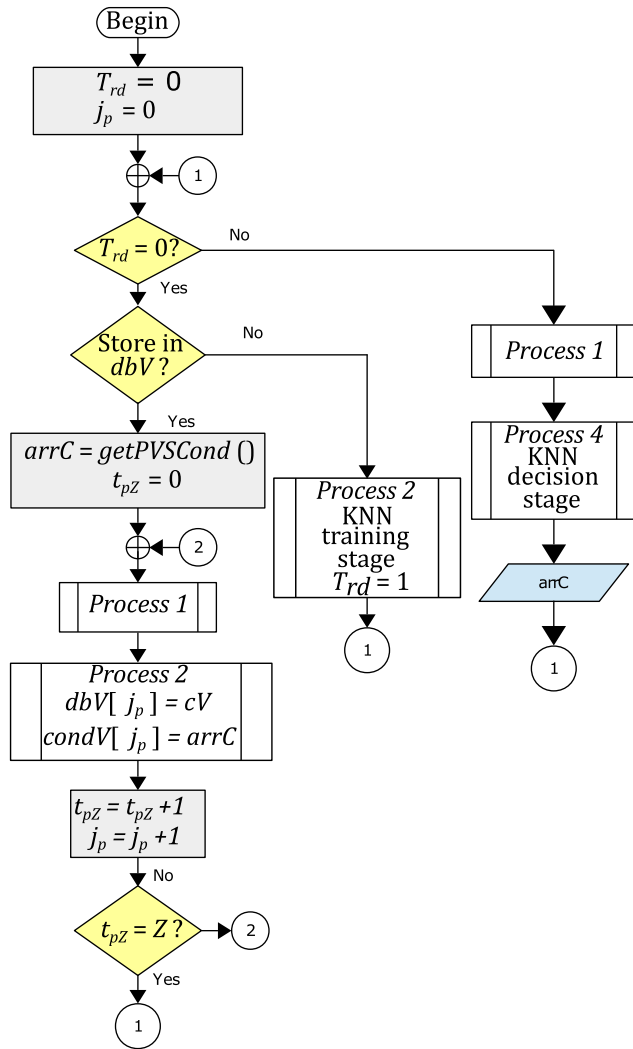 Begin
T_rd = 0
j_p = 0
1
T_rd = 0?
No
Yes
Store in
dbV ?
No
Yes
arrC = getPVSCond ()
t_pZ = 0
2
Process 1
Process 2
dbV[ j_p ] = cV
condV[ j_p ] = arrC
t_pZ = t_pZ +1
j_p = j_p +1
No
t_pZ = Z ?
2
Yes
1
Process 2
KNN
training
stage
T_rd = 1
1
Process 1
Process 4
KNN
decision
stage
arrC
1